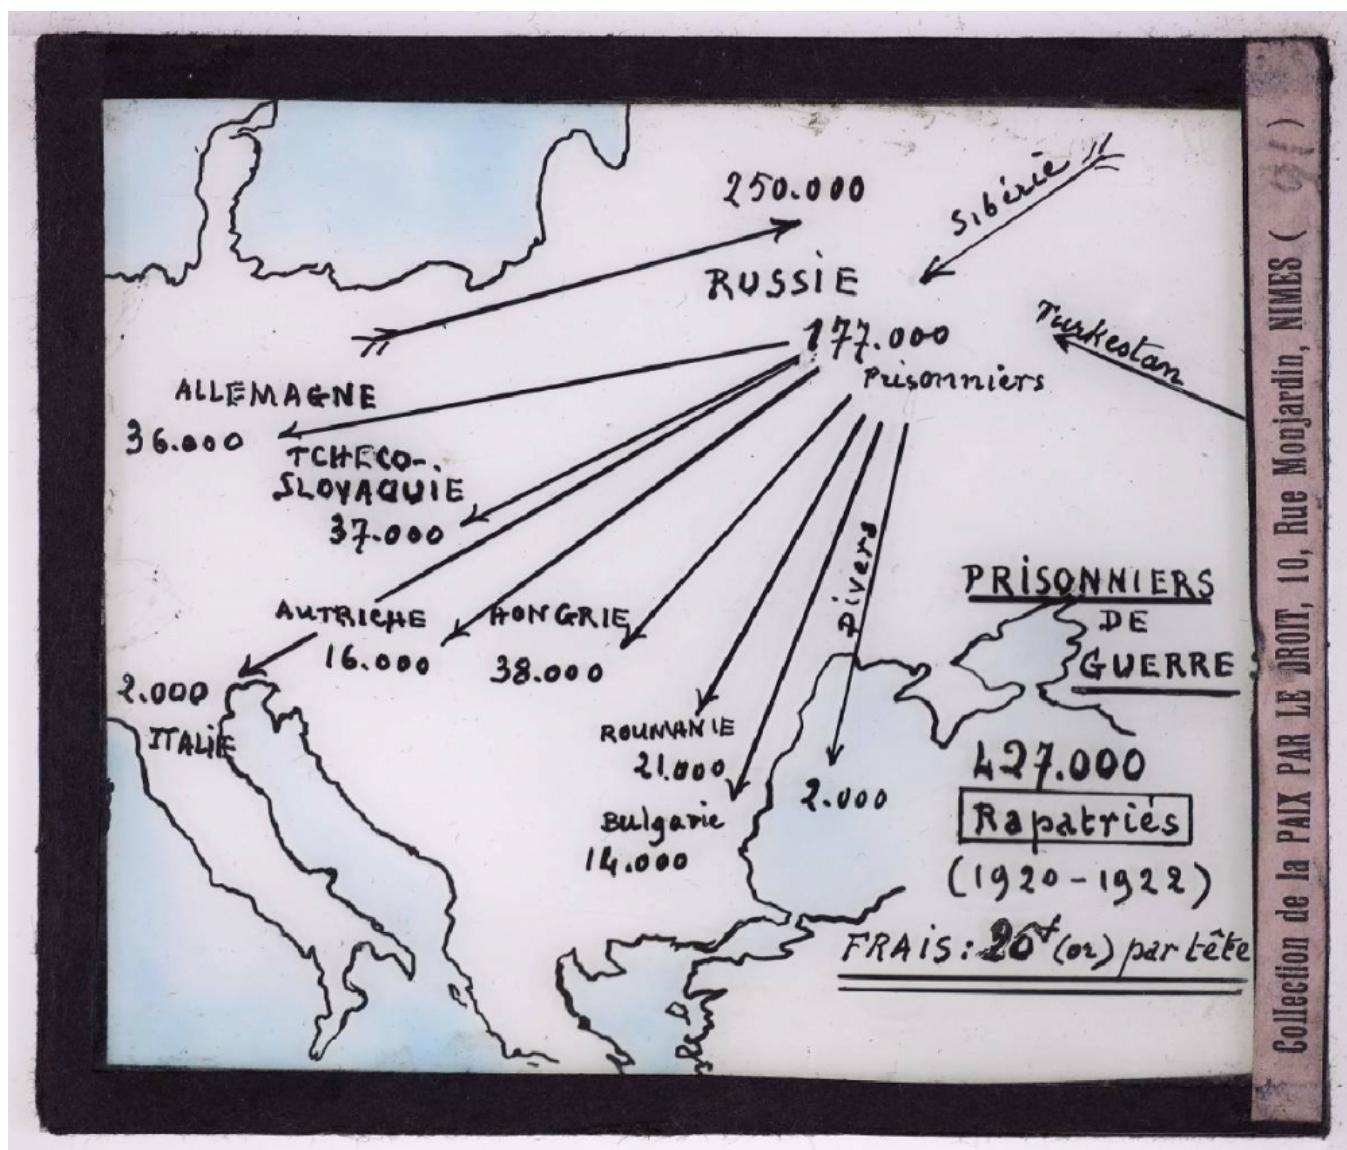 250.000
Sibérie
RUSSIE
177.000
Prisonniers
Turkestan
ALLEMAGNE
36.000
TCHECO-
SLOVAQUIE
37.000
AUTRICHE
16.000
HONGRIE
38.000
2.000
ITALIE
ROUMANIE
21.000
Bulgarie
14.000
Divers
2.000
PRISONNIERS
DE
GUERRE
427.000
Rapatriés
(1920-1922)
FRAIS: 20f (or) par tête
Collection de la PAIX PAR LE DROIT, 10, Rue Monjardin, NIMES ( 91 )